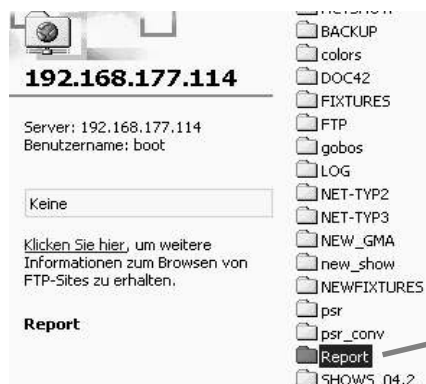 192.168.177.114
Server: 192.168.177.114
Benutzername: boot
Keine
Klicken Sie hier, um weitere
Informationen zum Browsen von
FTP-Sites zu erhalten.
Report
BACKUP
colors
DOC42
FIXTURES
FTP
gobos
LOG
NET-TYP2
NET-TYP3
NEW_GMA
new_show
NEWFIXTURES
psr
psr_conv
Report
SHOWS_04.2